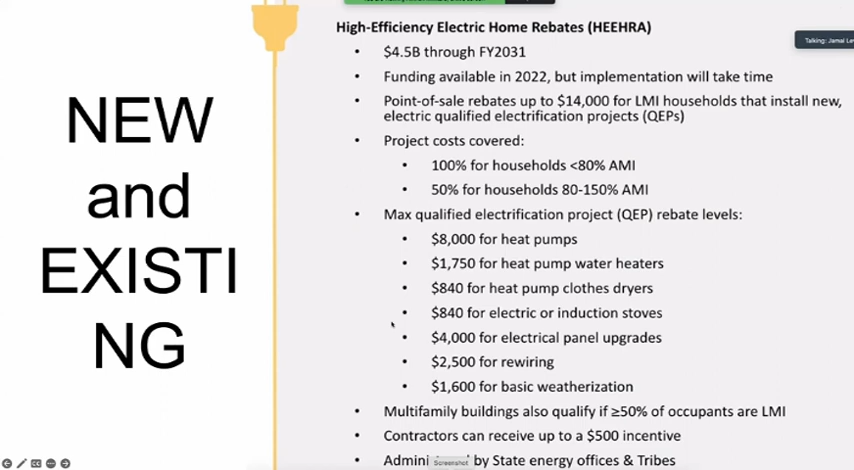 Talking: Jamal Le
High-Efficiency Electric Home Rebates (HEEHRA)
• $4.5B through FY2031
• Funding available in 2022, but implementation will take time
• Point-of-sale rebates up to $14,000 for LMI households that install new,
electric qualified electrification projects (QEPs)
• Project costs covered:
• 100% for households <80% AMI
• 50% for households 80-150% AMI
• Max qualified electrification project (QEP) rebate levels:
• $8,000 for heat pumps
• $1,750 for heat pump water heaters
• $840 for heat pump clothes dryers
• $840 for electric or induction stoves
• $4,000 for electrical panel upgrades
• $2,500 for rewiring
• $1,600 for basic weatherization
• Multifamily buildings also qualify if ≥50% of occupants are LMI
• Contractors can receive up to a $500 incentive
• Admini by State energy offices & Tribes
Screenshot
NEW
and
EXISTI
NG